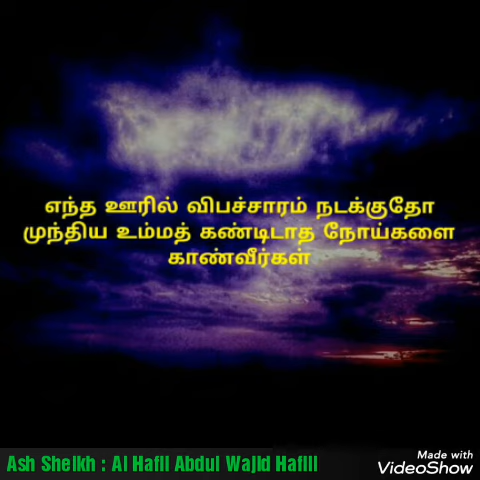 எந்த ஊரில் விபச்சாரம் நடக்குதோ
முந்திய உம்மத் கண்டிடாத நோய்களை
காண்வீர்கள்
Ash Sheikh : Al Hafil Abdul Wajid Hafill
Made with
VideoShow